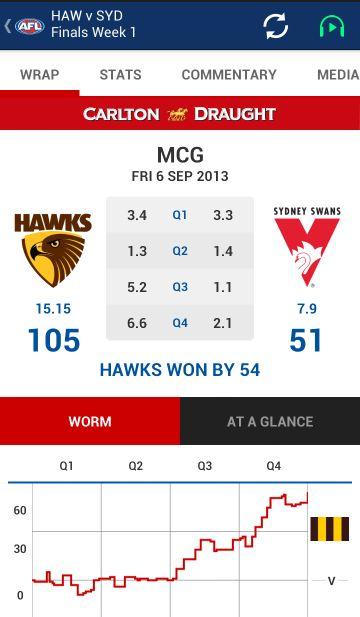 AFL
HAW v SYD
Finals Week 1
WRAP STATS COMMENTARY MEDIA
CARLTON DRAUGHT
MCG
FRI 6 SEP 2013
HAWKS
SYDNEY SWANS
3.4 Q1 3.3
1.3 Q2 1.4
5.2 Q3 1.1
6.6 Q4 2.1
15.15 7.9
105 51
HAWKS WON BY 54
WORM AT A GLANCE
Q1 Q2 Q3 Q4
60
30
V
0